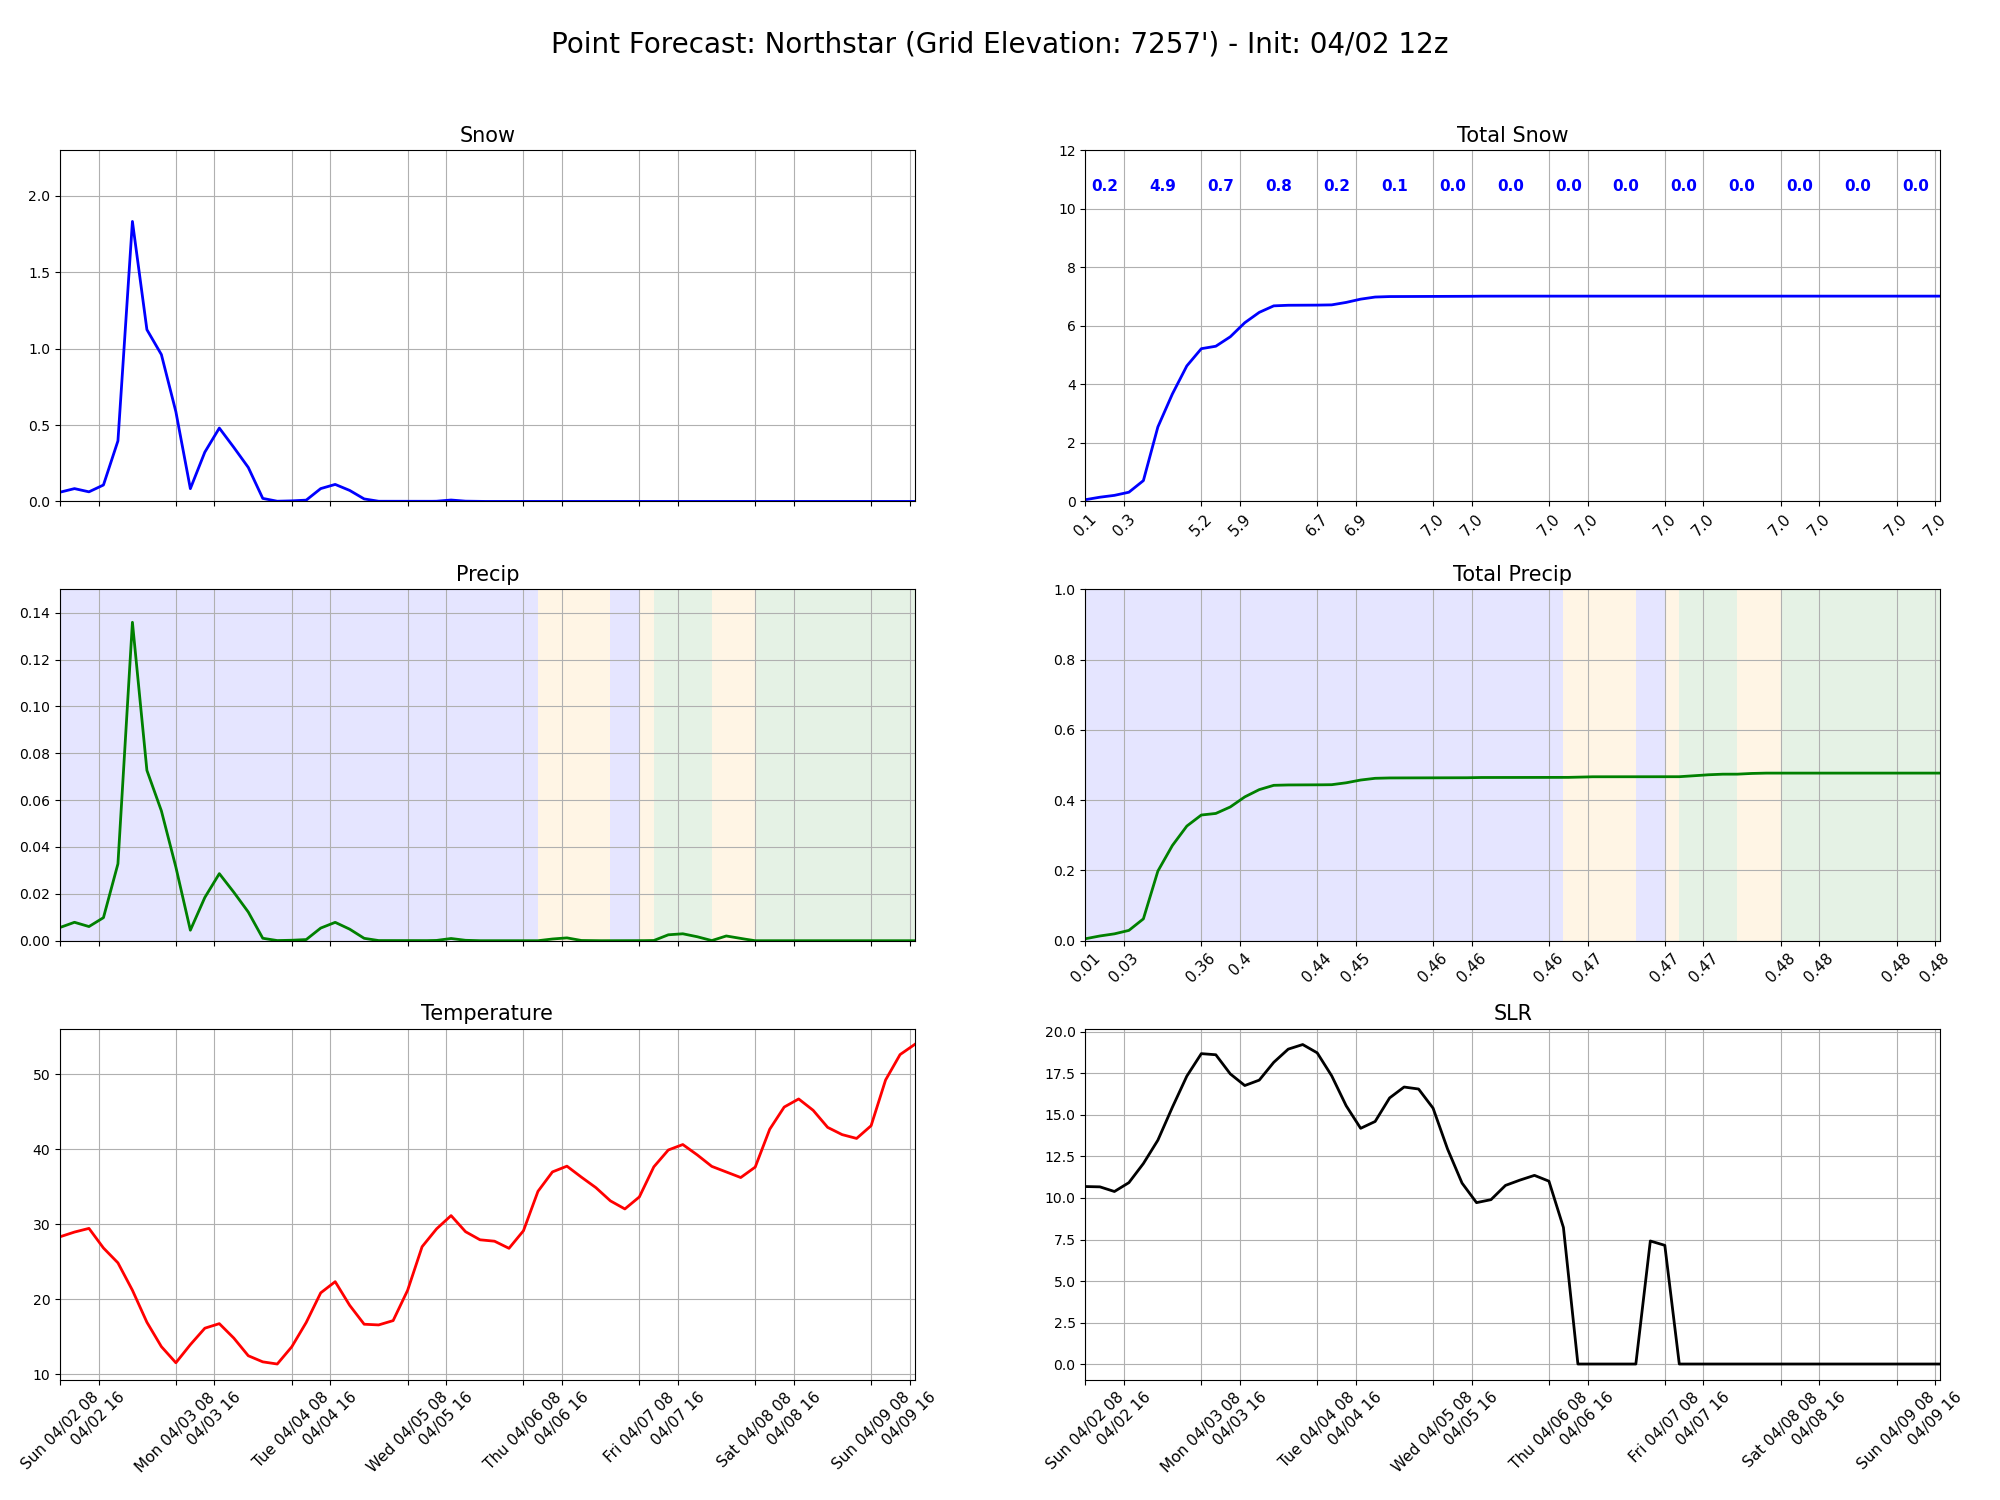 Point Forecast: Northstar (Grid Elevation: 7257') - Init: 04/02 12z
Snow
2.0
1.5
1.0
0.5
0.0
Total Snow
12
10
8
6
4
2
0
0.2 4.9 0.7 0.8 0.2 0.1 0.0 0.0 0.0 0.0 0.0 0.0 0.0 0.0 0.0
0.1 0.3 5.2 5.9 6.7 6.9 7.0 7.0 7.0 7.0 7.0 7.0 7.0 7.0 7.0 7.0
Precip
0.14
0.12
0.10
0.08
0.06
0.04
0.02
0.00
Total Precip
1.0
0.8
0.6
0.4
0.2
0.0
0.01 0.03 0.36 0.4 0.44 0.45 0.46 0.46 0.46 0.47 0.47 0.47 0.48 0.48 0.48 0.48
Temperature
50
40
30
20
10
Sun 04/02 08
04/02 16
Mon 04/03 08
04/03 16
Tue 04/04 08
04/04 16
Wed 04/05 08
04/05 16
Thu 04/06 08
04/06 16
Fri 04/07 08
04/07 16
Sat 04/08 08
04/08 16
Sun 04/09 08
04/09 16
SLR
20.0
17.5
15.0
12.5
10.0
7.5
5.0
2.5
0.0
Sun 04/02 08
04/02 16
Mon 04/03 08
04/03 16
Tue 04/04 08
04/04 16
Wed 04/05 08
04/05 16
Thu 04/06 08
04/06 16
Fri 04/07 08
04/07 16
Sat 04/08 08
04/08 16
Sun 04/09 08
04/09 16